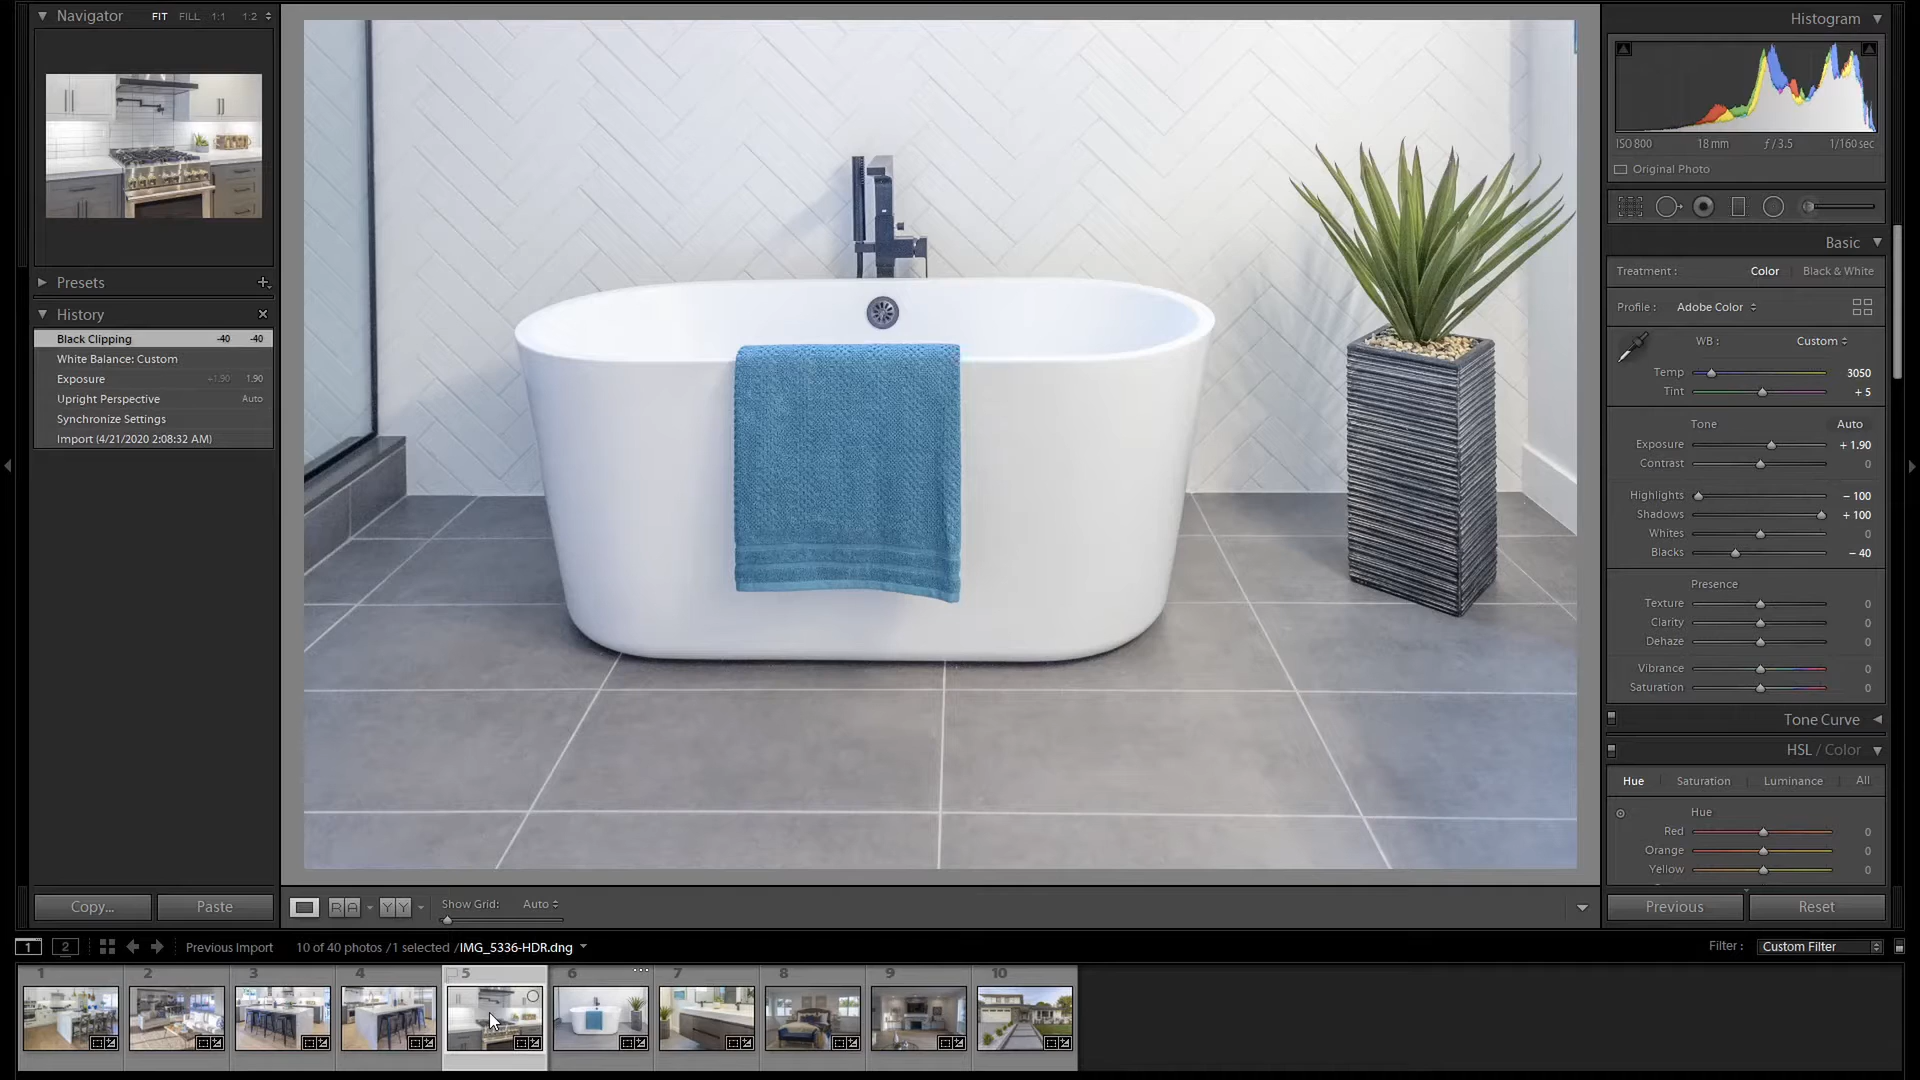 Navigator FIT FILL 1:1 1:2
Presets
History
Black Clipping -40 -40
White Balance: Custom
Exposure +1.90 1.90
Upright Perspective Auto
Synchronize Settings
Import (4/21/2020 2:08:32 AM)
Copy... Paste
R A Y Y Show Grid: Auto
Histogram
ISO 800 18 mm ƒ / 3.5 1/160 sec
Original Photo
Basic
Treatment : Color Black & White
Profile : Adobe Color
WB : Custom
Temp 3050
Tint + 5
Tone Auto
Exposure + 1.90
Contrast 0
Highlights − 100
Shadows + 100
Whites 0
Blacks − 40
Presence
Texture 0
Clarity 0
Dehaze 0
Vibrance 0
Saturation 0
Tone Curve
HSL / Color
Hue Saturation Luminance All
Hue
Red 0
Orange 0
Yellow 0
Previous Reset
1 2 Previous Import 10 of 40 photos / 1 selected / IMG_5336-HDR.dng Filter : Custom Filter
1 2 3 4 5 6 7 8 9 10